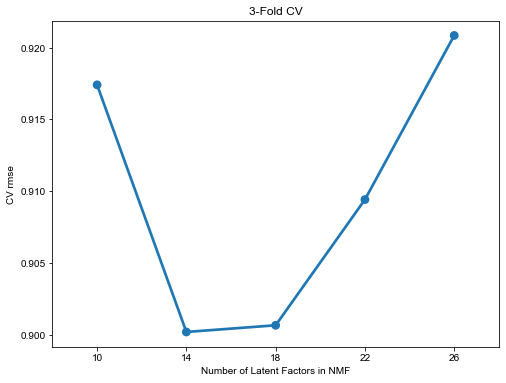 3-Fold CV
0.920
0.915
0.910
0.905
0.900
CV rmse
10 14 18 22 26
Number of Latent Factors in NMF